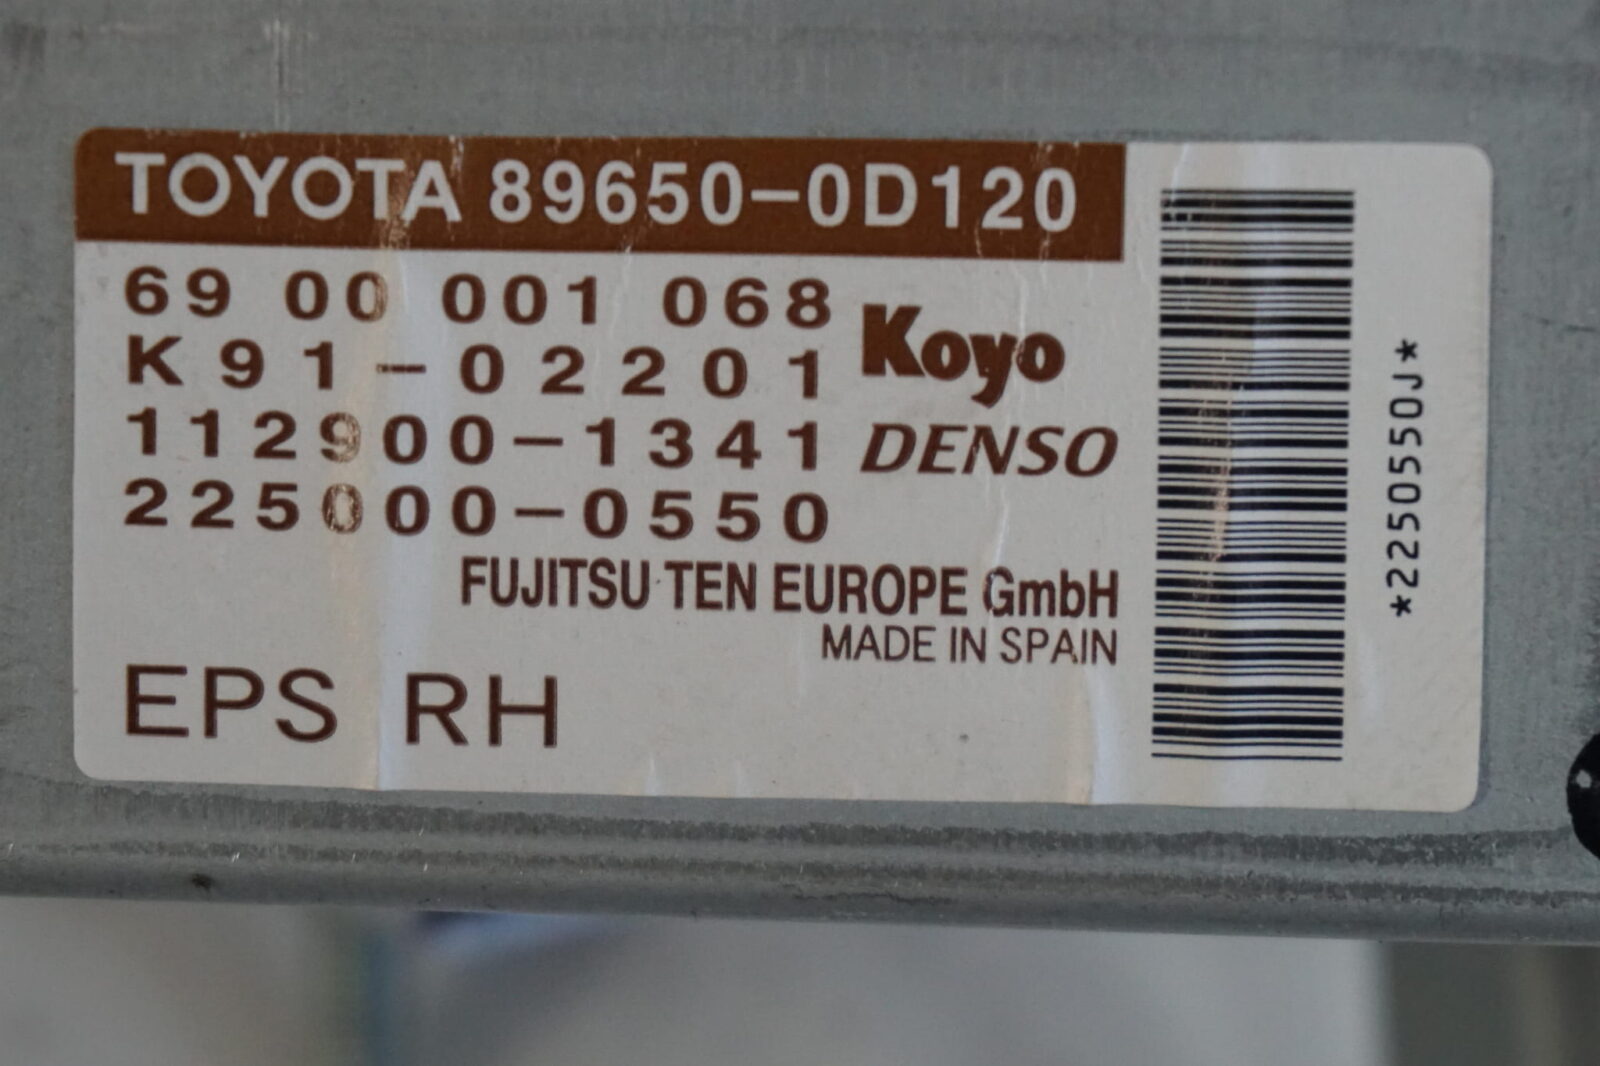 TOYOTA 89650-0D120
69 00 001 068
K91-02201 Koyo
112900-1341 DENSO
225000-0550
FUJITSU TEN EUROPE GmbH
MADE IN SPAIN
EPS RH
*2250550J*